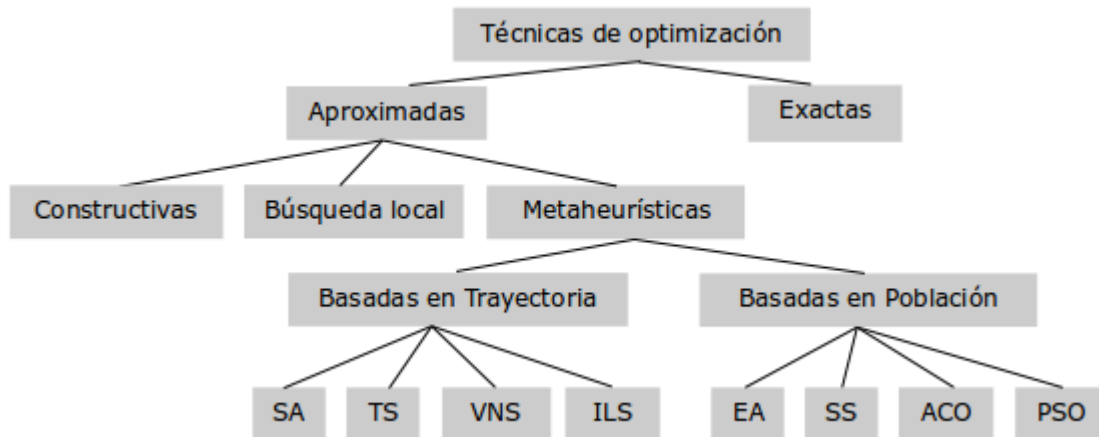 Técnicas de optimización
Aproximadas
Exactas
Constructivas
Búsqueda local
Metaheurísticas
Basadas en Trayectoria
Basadas en Población
SA
TS
VNS
ILS
EA
SS
ACO
PSO